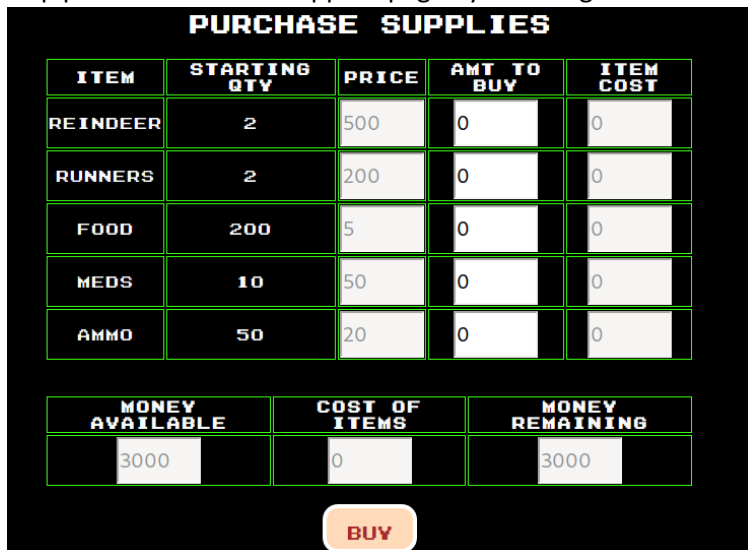 PURCHASE SUPPLIES
ITEM STARTING QTY PRICE AMT TO BUY ITEM COST
REINDEER 2 500 0 0
RUNNERS 2 200 0 0
FOOD 200 5 0 0
MEDS 10 50 0 0
AMMO 50 20 0 0
MONEY AVAILABLE COST OF ITEMS MONEY REMAINING
3000 0 3000
BUY